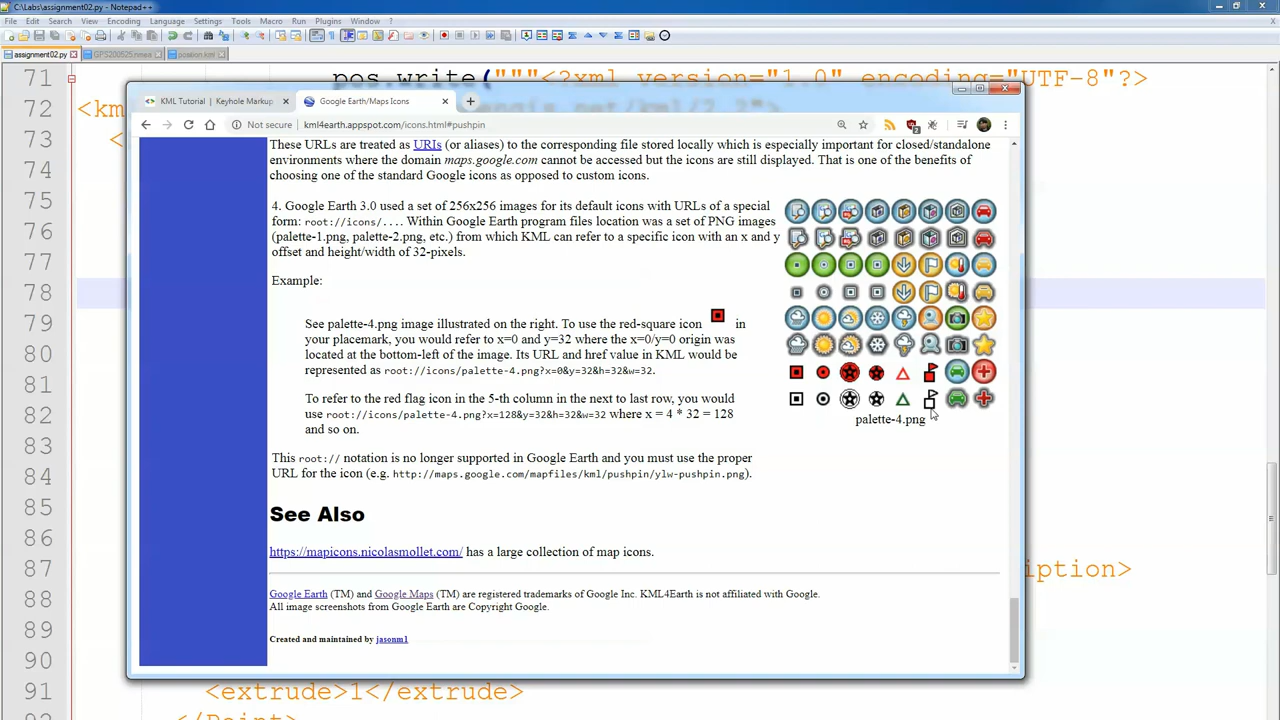 C:\Labs\assignment02.py - Notepad++
File Edit Search View Encoding Language Settings Tools Macro Run Plugins Window ?
assignment02.py GPS200525.nmea position.kml
71 pos.write("""<?xml version="1.0" encoding="UTF-8"?>
72 <km
73 <
74
75
76
77
78
79
80
81
82
83
84
85
86
87 iption>
88
89
90
91 <extrude>1</extrude>
</Point>
KML Tutorial | Keyhole Markup Google Earth/Maps Icons
Not secure | kml4earth.appspot.com/icons.html#pushpin
These URLs are treated as URIs (or aliases) to the corresponding file stored locally which is especially important for closed/standalone
environments where the domain maps.google.com cannot be accessed but the icons are still displayed. That is one of the benefits of
choosing one of the standard Google icons as opposed to custom icons.
4. Google Earth 3.0 used a set of 256x256 images for its default icons with URLs of a special
form: root://icons/.... Within Google Earth program files location was a set of PNG images
(palette-1.png, palette-2.png, etc.) from which KML can refer to a specific icon with an x and y
offset and height/width of 32-pixels.
Example:
See palette-4.png image illustrated on the right. To use the red-square icon in
your placemark, you would refer to x=0 and y=32 where the x=0/y=0 origin was
located at the bottom-left of the image. Its URL and href value in KML would be
represented as root://icons/palette-4.png?x=0&y=32&h=32&w=32.
To refer to the red flag icon in the 5-th column in the next to last row, you would
use root://icons/palette-4.png?x=128&y=32&h=32&w=32 where x = 4 * 32 = 128
and so on.
palette-4.png
This root:// notation is no longer supported in Google Earth and you must use the proper
URL for the icon (e.g. http://maps.google.com/mapfiles/kml/pushpin/ylw-pushpin.png).
See Also
https://mapicons.nicolasmollet.com/ has a large collection of map icons.
Google Earth (TM) and Google Maps (TM) are registered trademarks of Google Inc. KML4Earth is not affiliated with Google.
All image screenshots from Google Earth are Copyright Google.
Created and maintained by jasonm1